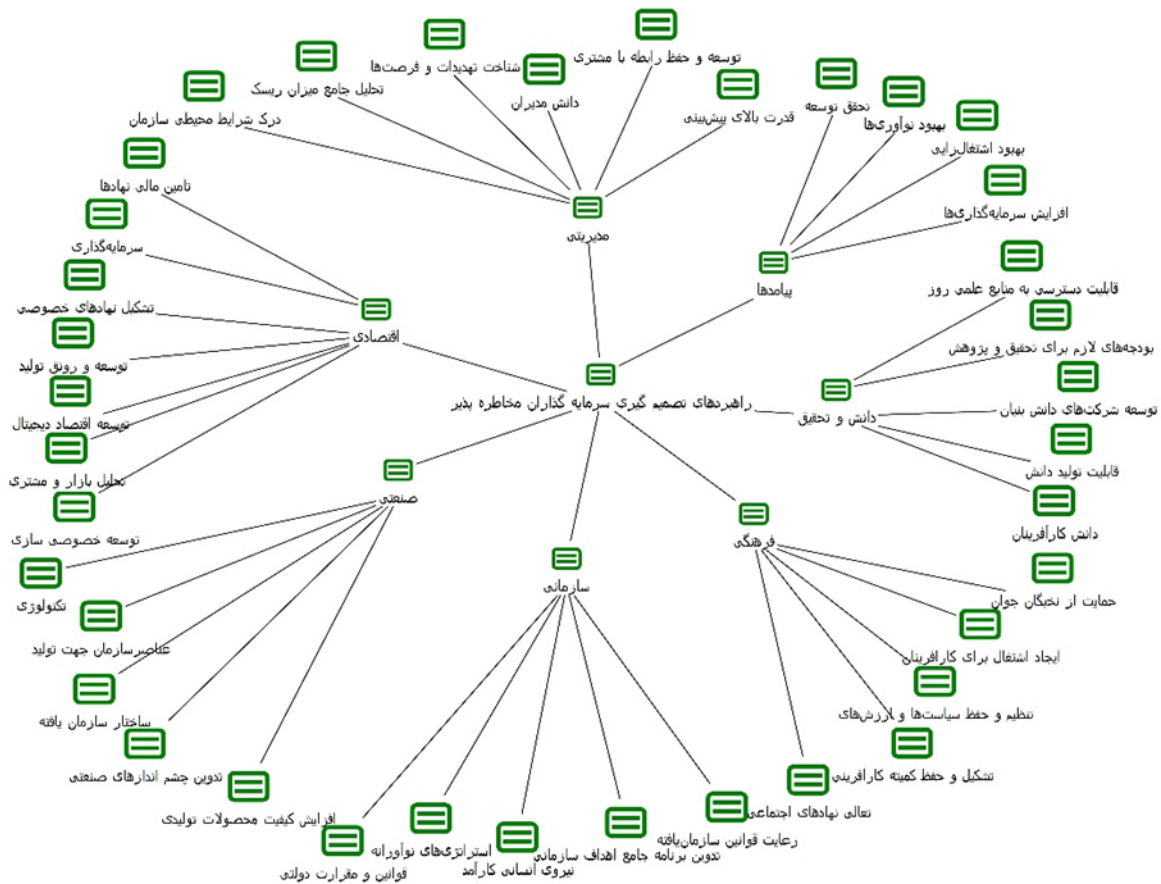 توسعه و حفظ رابطه با مشتری
شناخت تهدیدات و فرصت‌ها
تحلیل جامع میزان ریسک
دانش مدیران
درک شرایط محیطی سازمان
قدرت بالای پیش‌بینی
مدیریتی
تحقق توسعه
بهبود نوآوری‌ها
بهبود اشتغال‌زایی
افزایش سرمایه‌گذاری‌ها
پیامدها
قابلیت دسترسی به منابع علمی روز
بودجه‌های لازم برای تحقیق و پژوهش
توسعه شرکت‌های دانش بنیان
قابلیت تولید دانش
دانش کارآفرینان
دانش و تحقیق
راهبردهای تصمیم گیری سرمایه گذاران مخاطره پذیر
تامین مالی نهادها
سرمایه‌گذاری
تشکیل نهادهای خصوصی
توسعه و رونق تولید
توسعه اقتصاد دیجیتال
تحلیل بازار و مشتری
توسعه خصوصی سازی
اقتصادی
صنعتی
تکنولوژی
عناصرسازمان جهت تولید
ساختار سازمان یافته
تدوین چشم اندازهای صنعتی
افزایش کیفیت محصولات تولیدی
فرهنگی
حمایت از نخبگان جوان
ایجاد اشتغال برای کارافرینان
تنظیم و حفظ سیاست‌ها و ارزش‌های
تشکیل و حفظ کمیته کارافرینی
تعالی نهادهای اجتماعی
سازمانی
رعایت قوانین سازمان‌یافته
تدوین برنامه جامع اهداف سازمانی
نیروی انسانی کارآمد
استراتژی‌های نوآورانه
قوانین و مقرارت دولتی